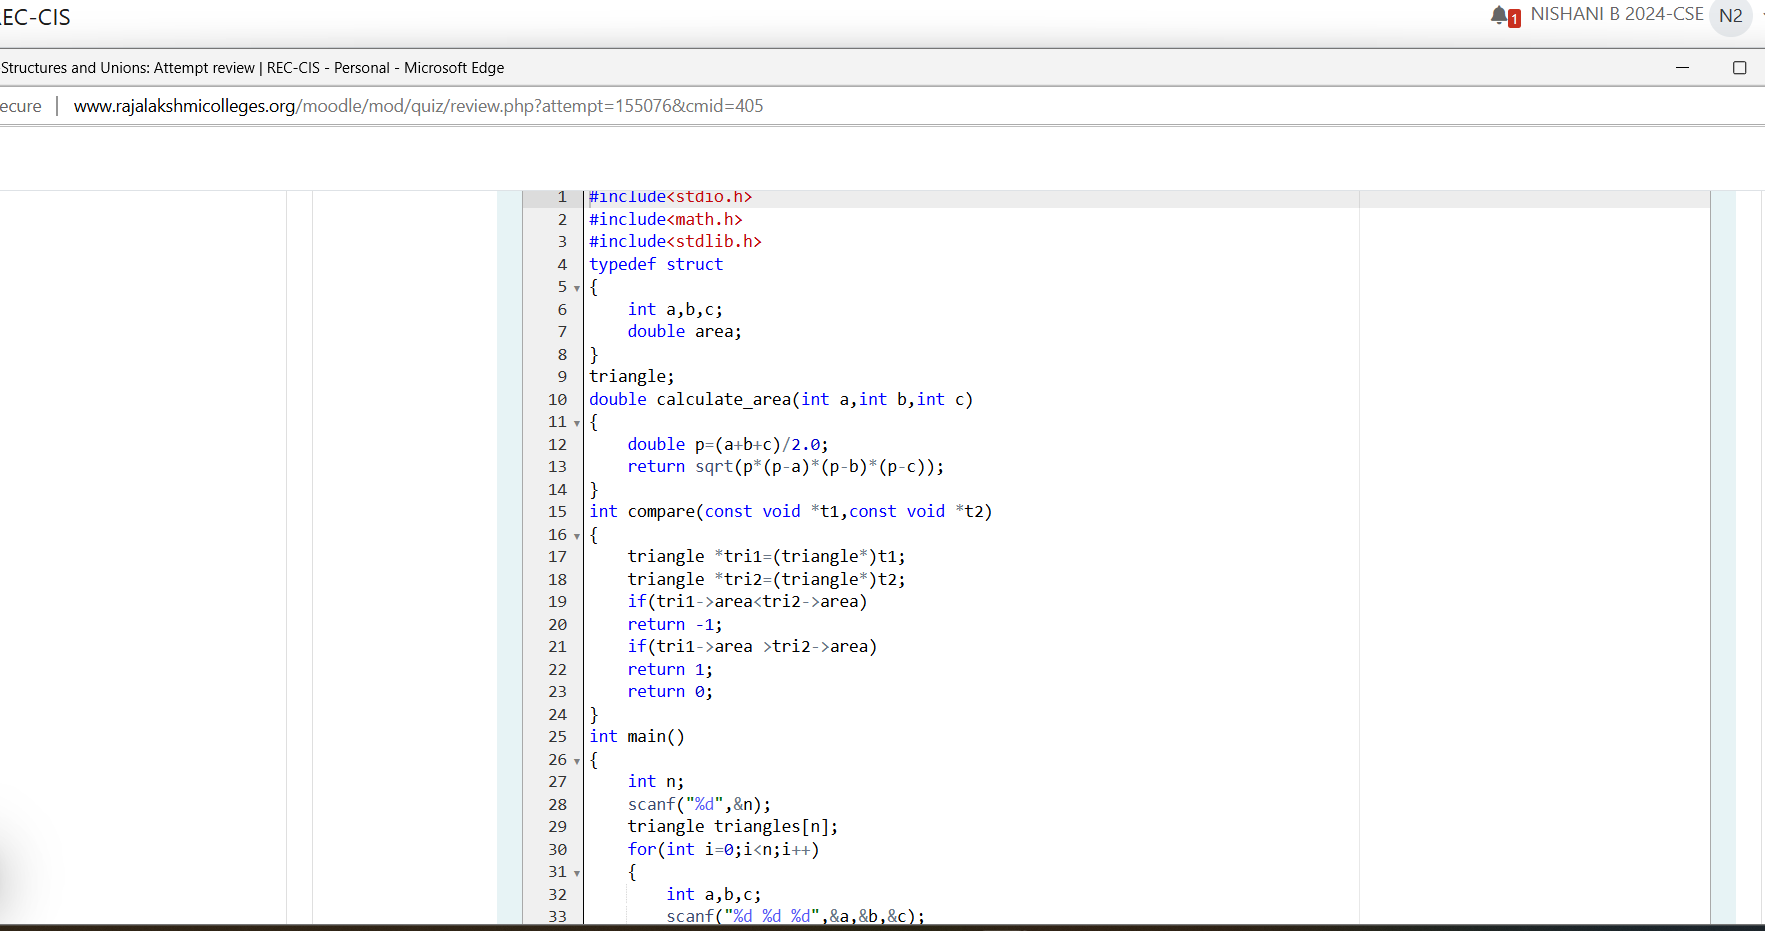 EC-CIS
1 NISHANI B 2024-CSE N2
Structures and Unions: Attempt review | REC-CIS - Personal - Microsoft Edge
ecure www.rajalakshmicolleges.org/moodle/mod/quiz/review.php?attempt=155076&cmid=405
1 #include<stdio.h>
2 #include<math.h>
3 #include<stdlib.h>
4 typedef struct
5 {
6 int a,b,c;
7 double area;
8 }
9 triangle;
10 double calculate_area(int a,int b,int c)
11 {
12 double p=(a+b+c)/2.0;
13 return sqrt(p*(p-a)*(p-b)*(p-c));
14 }
15 int compare(const void *t1,const void *t2)
16 {
17 triangle *tri1=(triangle*)t1;
18 triangle *tri2=(triangle*)t2;
19 if(tri1->area<tri2->area)
20 return -1;
21 if(tri1->area >tri2->area)
22 return 1;
23 return 0;
24 }
25 int main()
26 {
27 int n;
28 scanf("%d",&n);
29 triangle triangles[n];
30 for(int i=0;i<n;i++)
31 {
32 int a,b,c;
33 scanf("%d %d %d",&a,&b,&c);